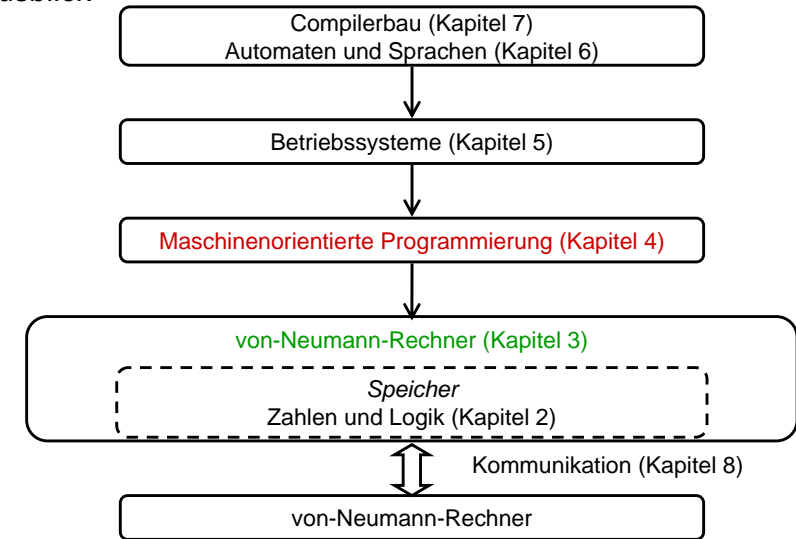 Compilerbau (Kapitel 7)
Automaten und Sprachen (Kapitel 6)
Betriebssysteme (Kapitel 5)
Maschinenorientierte Programmierung (Kapitel 4)
von-Neumann-Rechner (Kapitel 3)
Speicher
Zahlen und Logik (Kapitel 2)
Kommunikation (Kapitel 8)
von-Neumann-Rechner